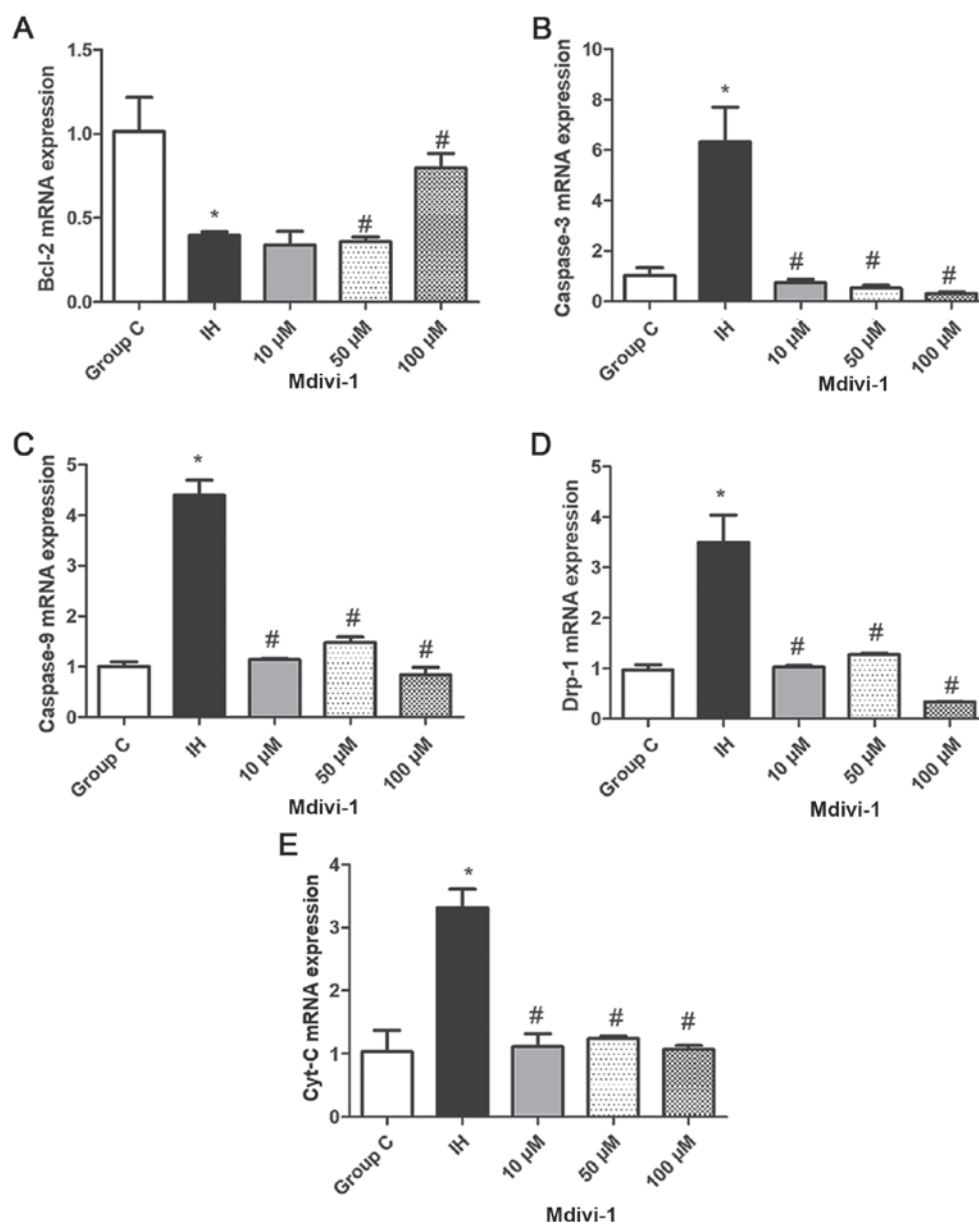 A
Bcl-2 mRNA expression
1.5
1.0
0.5
0.0
*
#
#
Group C
IH
10 µM
50 µM
100 µM
Mdivi-1
B
Caspase-3 mRNA expression
10
8
6
4
2
0
*
#
#
#
Group C
IH
10 µM
50 µM
100 µM
Mdivi-1
C
Caspase-9 mRNA expression
5
4
3
2
1
0
*
#
#
#
Group C
IH
10 µM
50 µM
100 µM
Mdivi-1
D
Drp-1 mRNA expression
5
4
3
2
1
0
*
#
#
#
Group C
IH
10 µM
50 µM
100 µM
Mdivi-1
E
Cyt-C mRNA expression
4
3
2
1
0
*
#
#
#
Group C
IH
10 µM
50 µM
100 µM
Mdivi-1